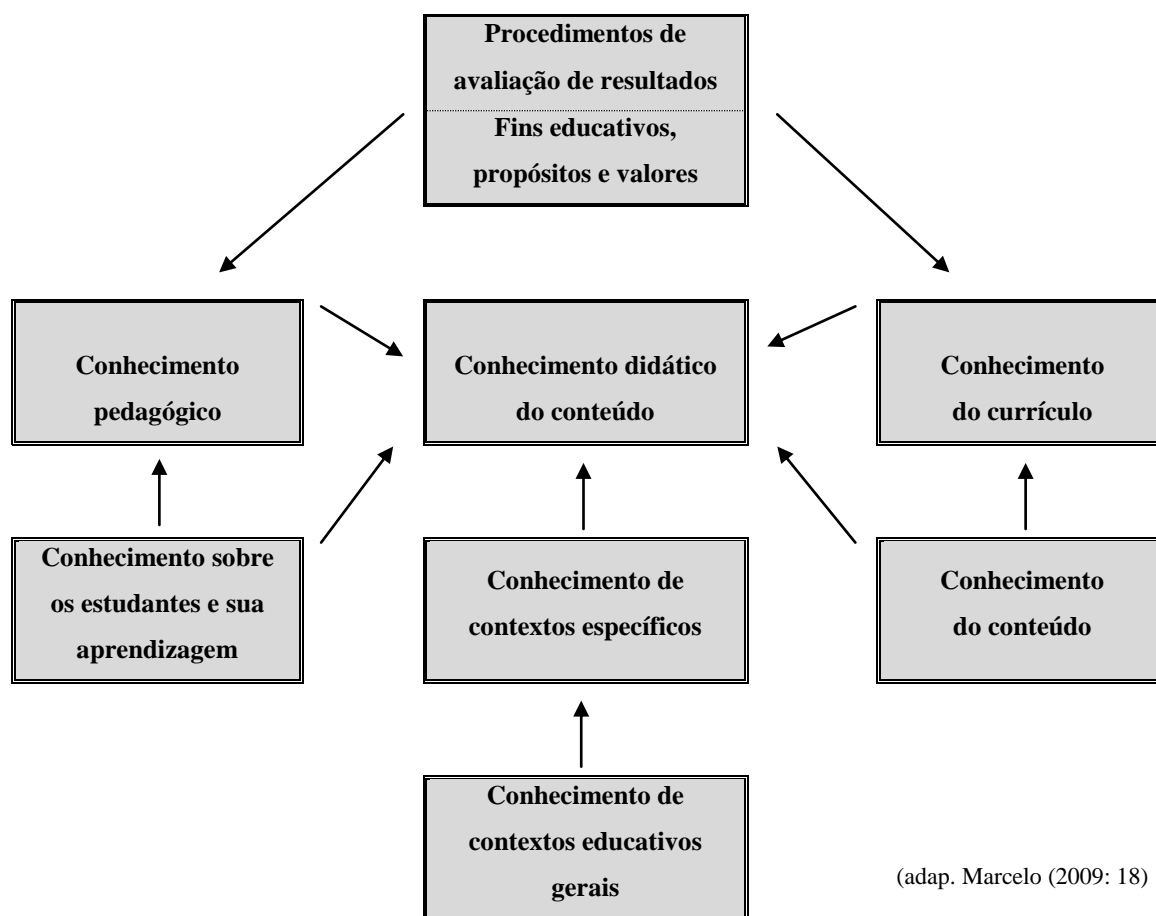 Procedimentos de
avaliação de resultados
Fins educativos,
propósitos e valores
Conhecimento
pedagógico
Conhecimento didático
do conteúdo
Conhecimento
do currículo
Conhecimento sobre
os estudantes e sua
aprendizagem
Conhecimento de
contextos específicos
Conhecimento
do conteúdo
Conhecimento de
contextos educativos
gerais
(adap. Marcelo (2009: 18)